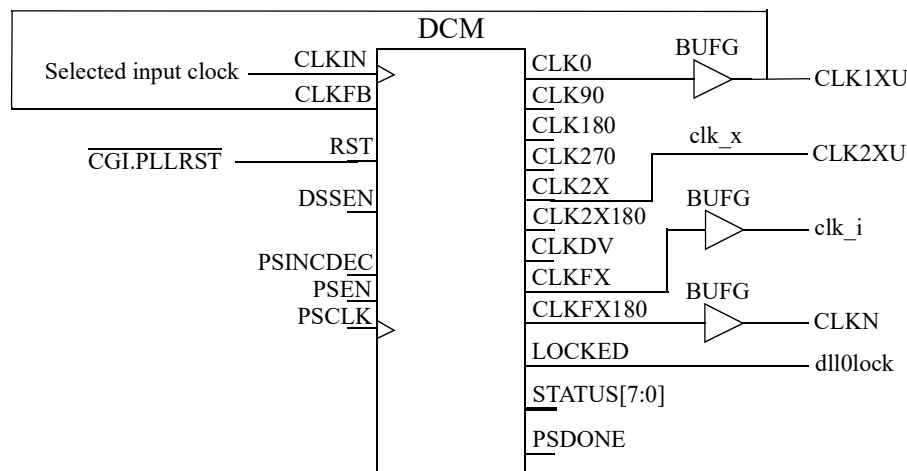 DCM
BUFG
CLKIN
CLK0
Selected input clock
CLK1XU
CLKFB
CLK90
CLK180
clk_x
RST
CLK270
CGI.PLLRST
CLK2XU
CLK2X
BUFG
DSSEN
CLK2X180
clk_i
CLKDV
PSINCDEC
CLKFX
PSEN
BUFG
CLKFX180
PSCLK
CLKN
LOCKED
dll0lock
STATUS[7:0]
PSDONE